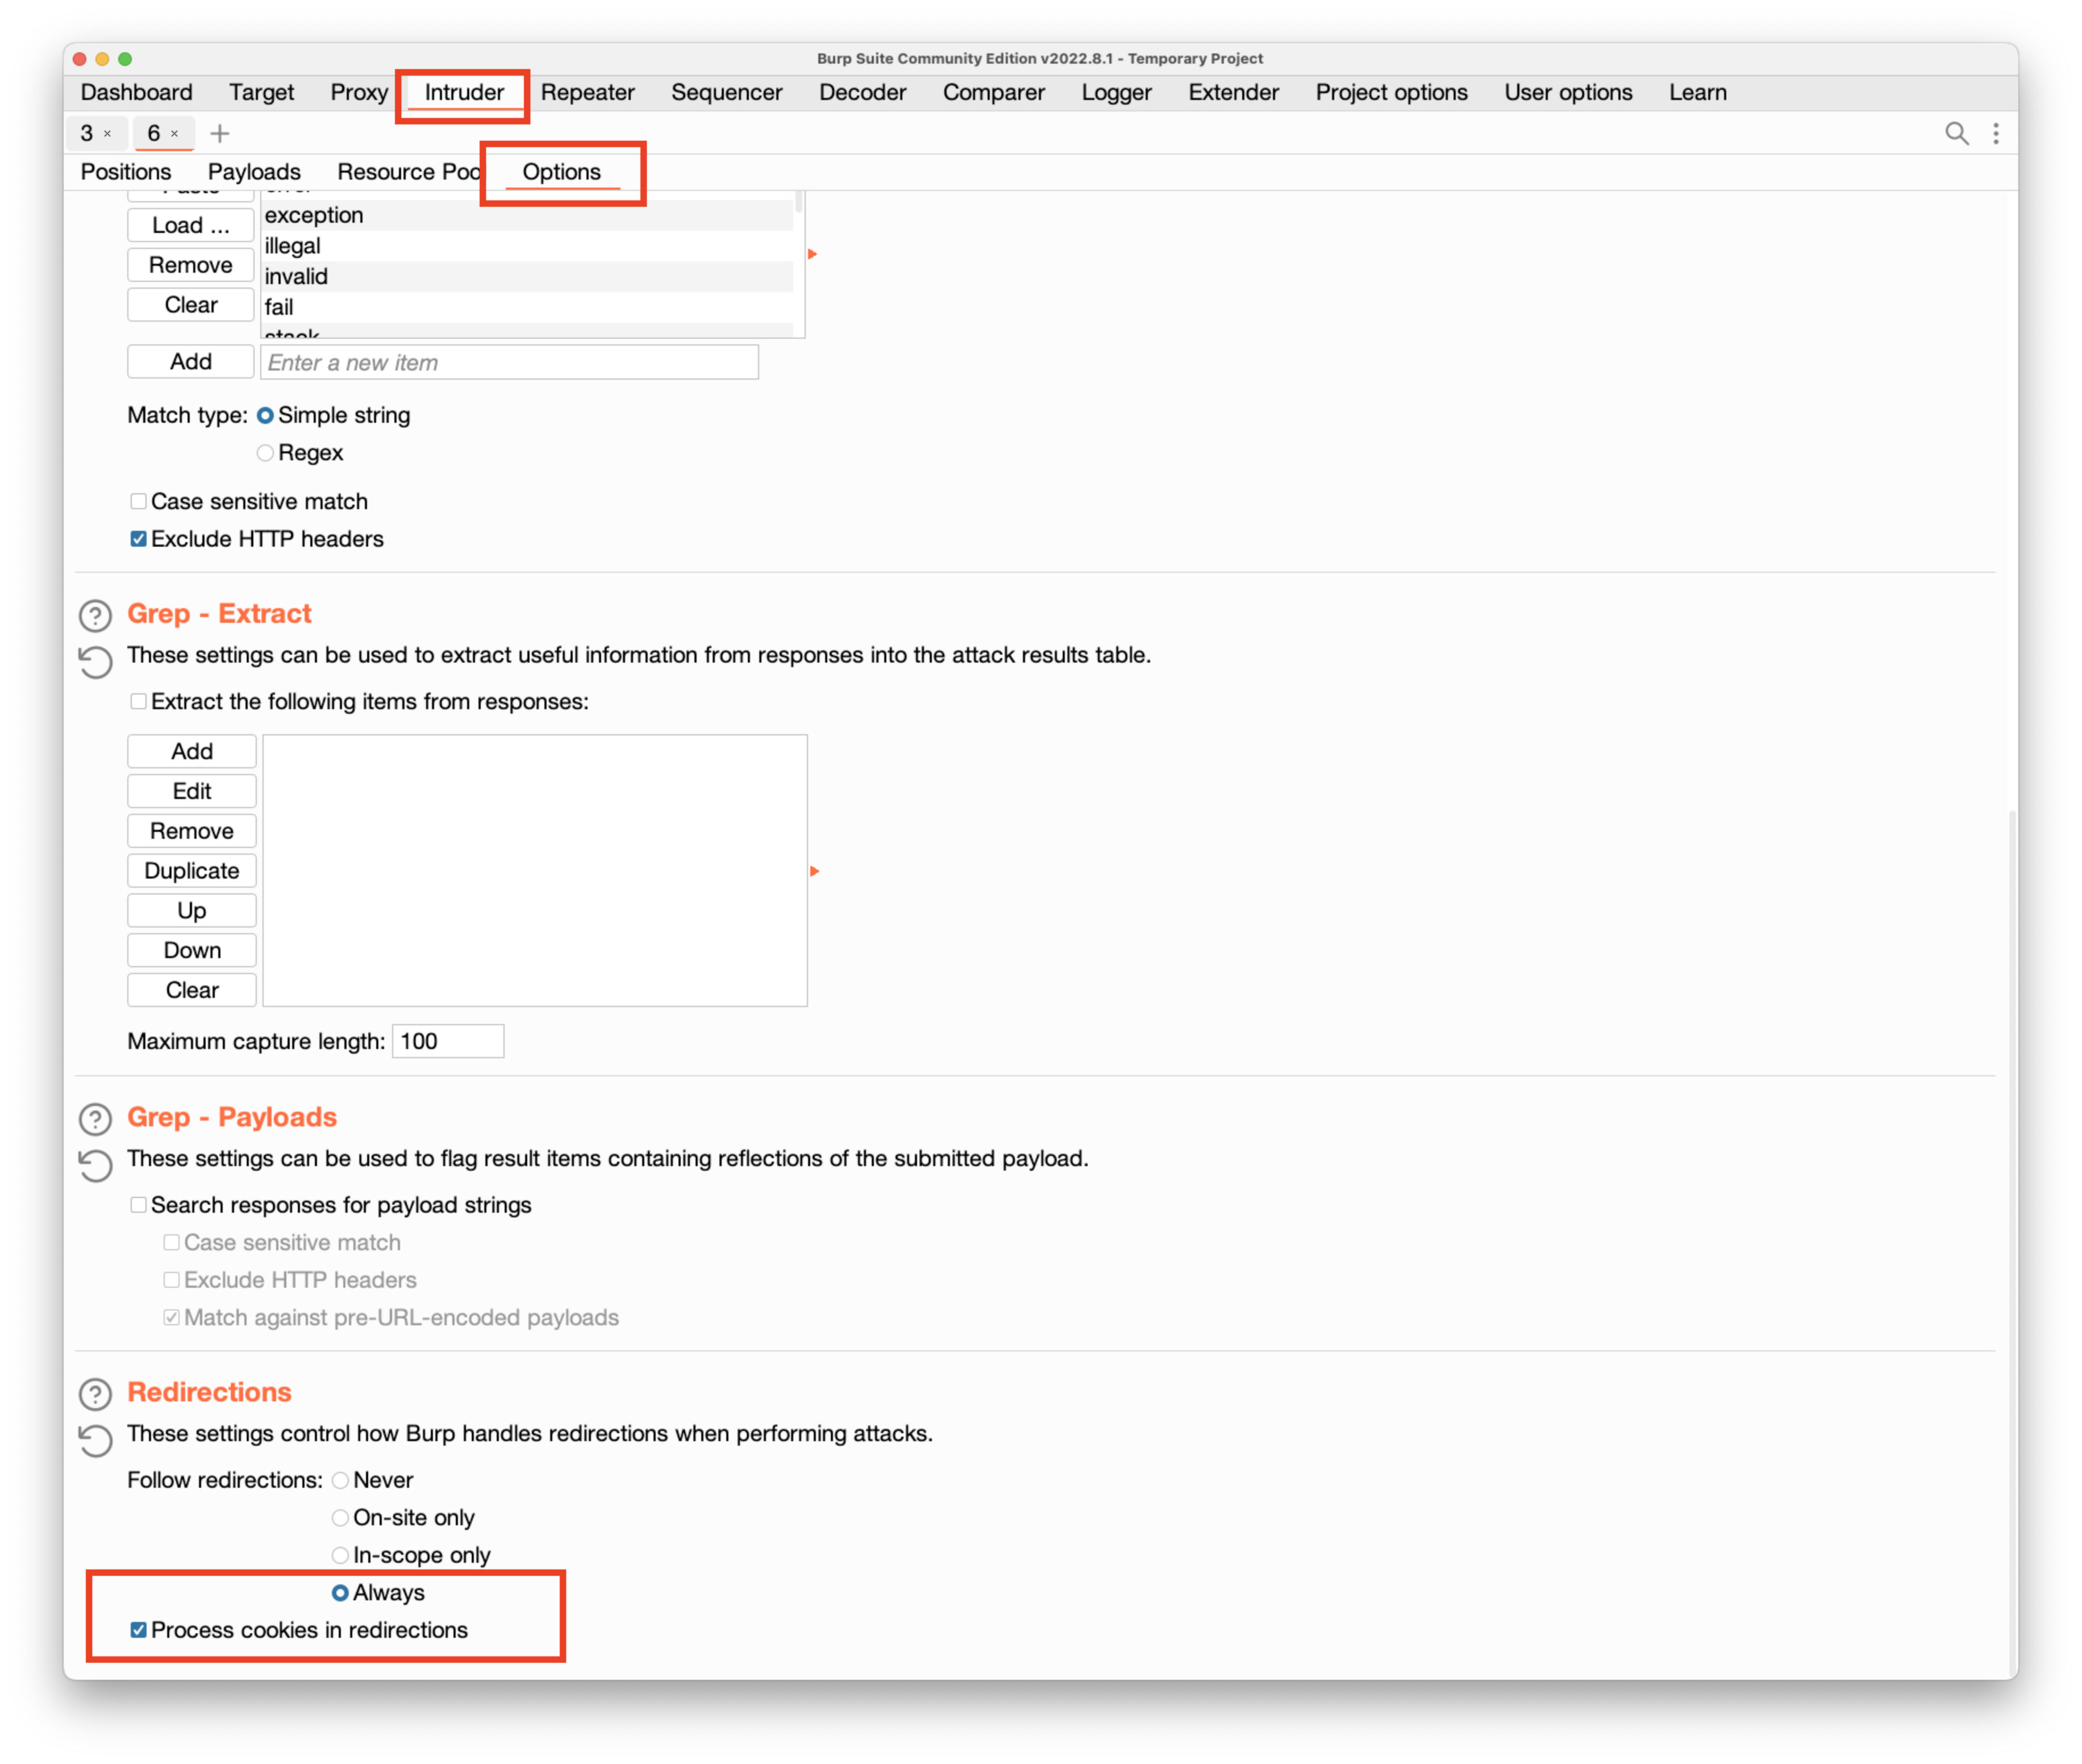 Burp Suite Community Edition v2022.8.1 - Temporary Project
Dashboard Target Proxy Intruder Repeater Sequencer Decoder Comparer Logger Extender Project options User options Learn
3 × 6 × +
Positions Payloads Resource Poo Options
Load ...
Remove
Clear
exception
illegal
invalid
fail
stack
Add Enter a new item
Match type: Simple string
Regex
Case sensitive match
Exclude HTTP headers
Grep - Extract
These settings can be used to extract useful information from responses into the attack results table.
Extract the following items from responses:
Add
Edit
Remove
Duplicate
Up
Down
Clear
Maximum capture length: 100
Grep - Payloads
These settings can be used to flag result items containing reflections of the submitted payload.
Search responses for payload strings
Case sensitive match
Exclude HTTP headers
Match against pre-URL-encoded payloads
Redirections
These settings control how Burp handles redirections when performing attacks.
Follow redirections: Never
On-site only
In-scope only
Always
Process cookies in redirections